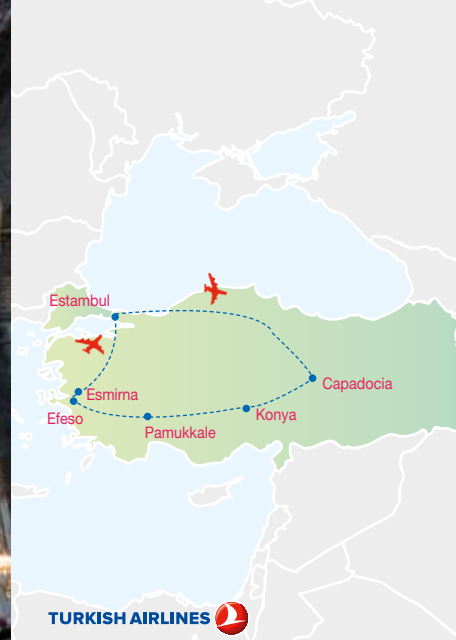 Estambul
Capadocia
Esmirna
Efeso
Konya
Pamukkale
TURKISH AIRLINES